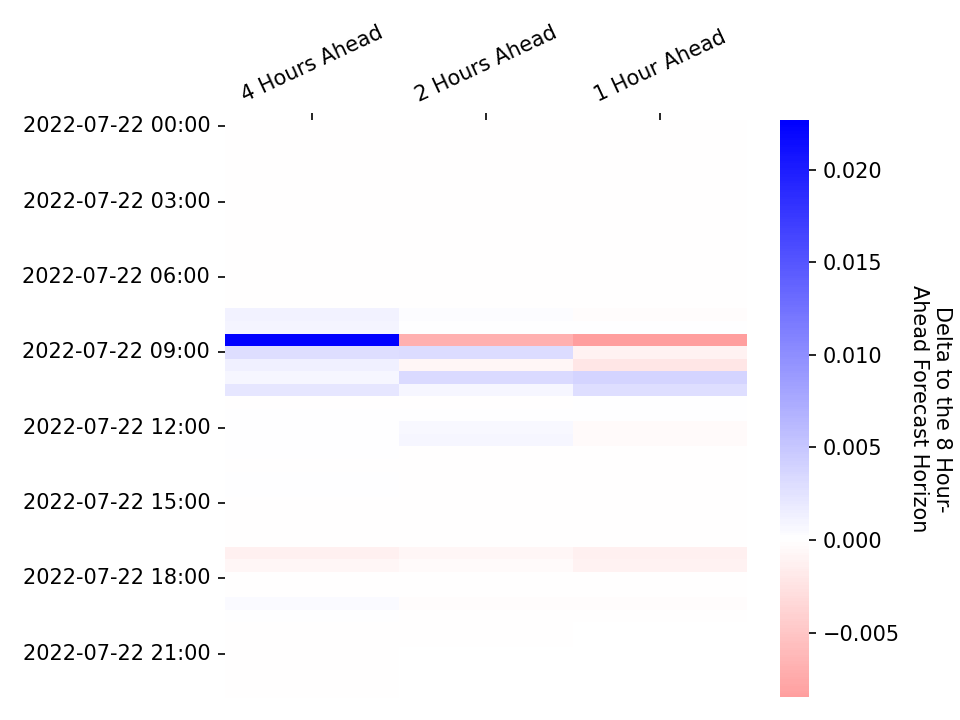 4 Hours Ahead
2 Hours Ahead
1 Hour Ahead
2022-07-22 00:00
2022-07-22 03:00
2022-07-22 06:00
2022-07-22 09:00
2022-07-22 12:00
2022-07-22 15:00
2022-07-22 18:00
2022-07-22 21:00
0.020
0.015
0.010
0.005
0.000
−0.005
Delta to the 8 Hour-
Ahead Forecast Horizon